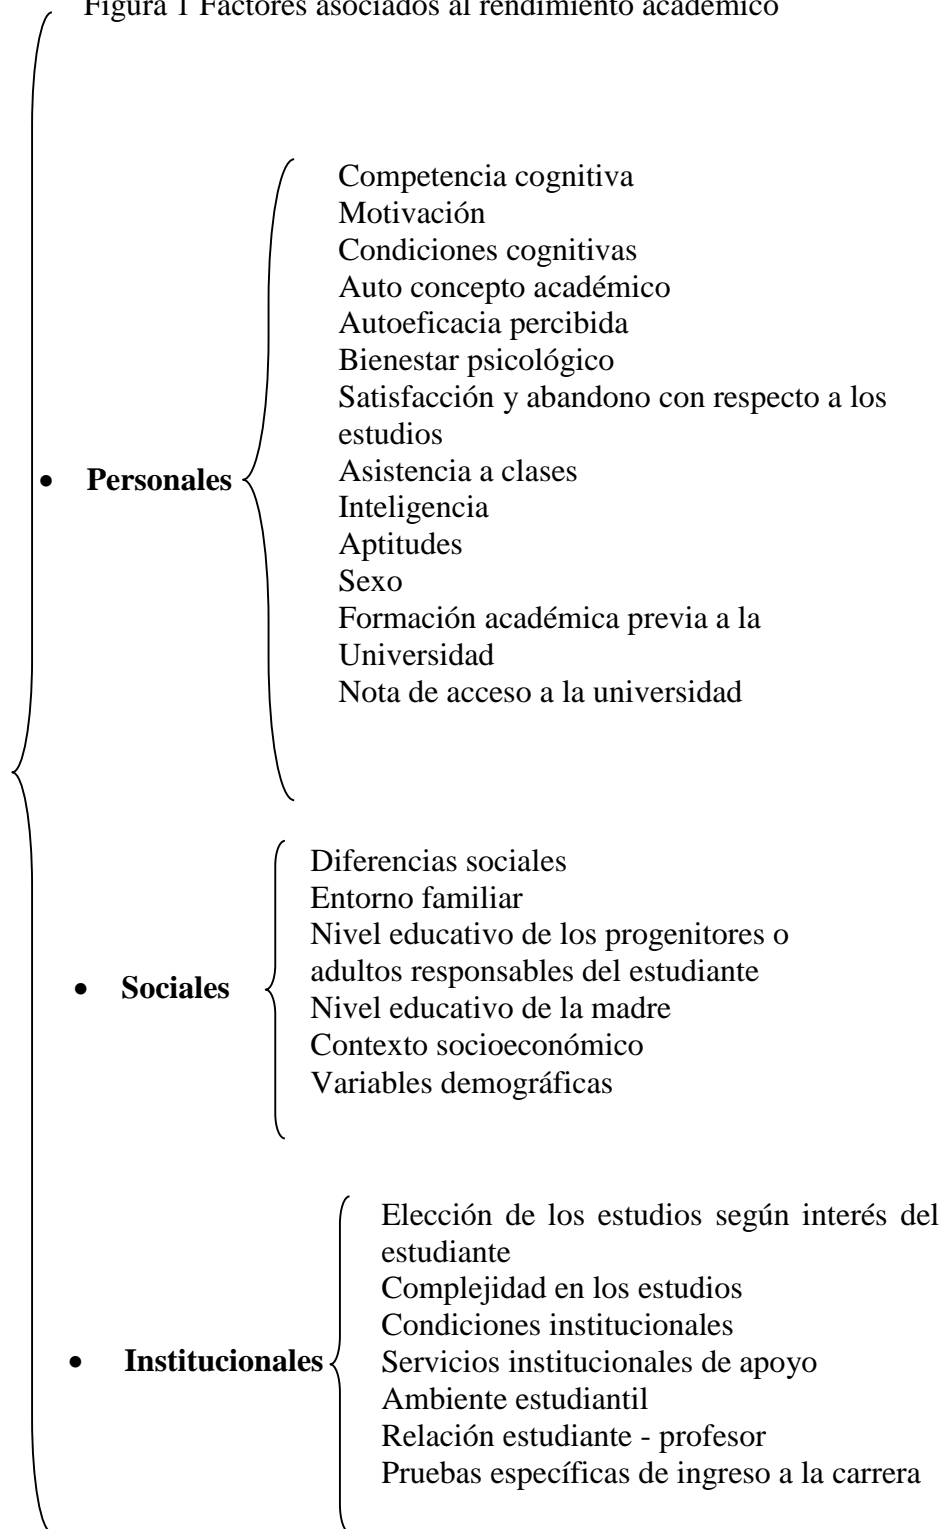 Figura 1 Factores asociados al rendimiento académico
Competencia cognitiva
Motivación
Condiciones cognitivas
Auto concepto académico
Autoeficacia percibida
Bienestar psicológico
Satisfacción y abandono con respecto a los
estudios
• Personales
Asistencia a clases
Inteligencia
Aptitudes
Sexo
Formación académica previa a la
Universidad
Nota de acceso a la universidad
Diferencias sociales
Entorno familiar
Nivel educativo de los progenitores o
adultos responsables del estudiante
• Sociales
Nivel educativo de la madre
Contexto socioeconómico
Variables demográficas
Elección de los estudios según interés del
estudiante
Complejidad en los estudios
Condiciones institucionales
• Institucionales
Servicios institucionales de apoyo
Ambiente estudiantil
Relación estudiante - profesor
Pruebas específicas de ingreso a la carrera